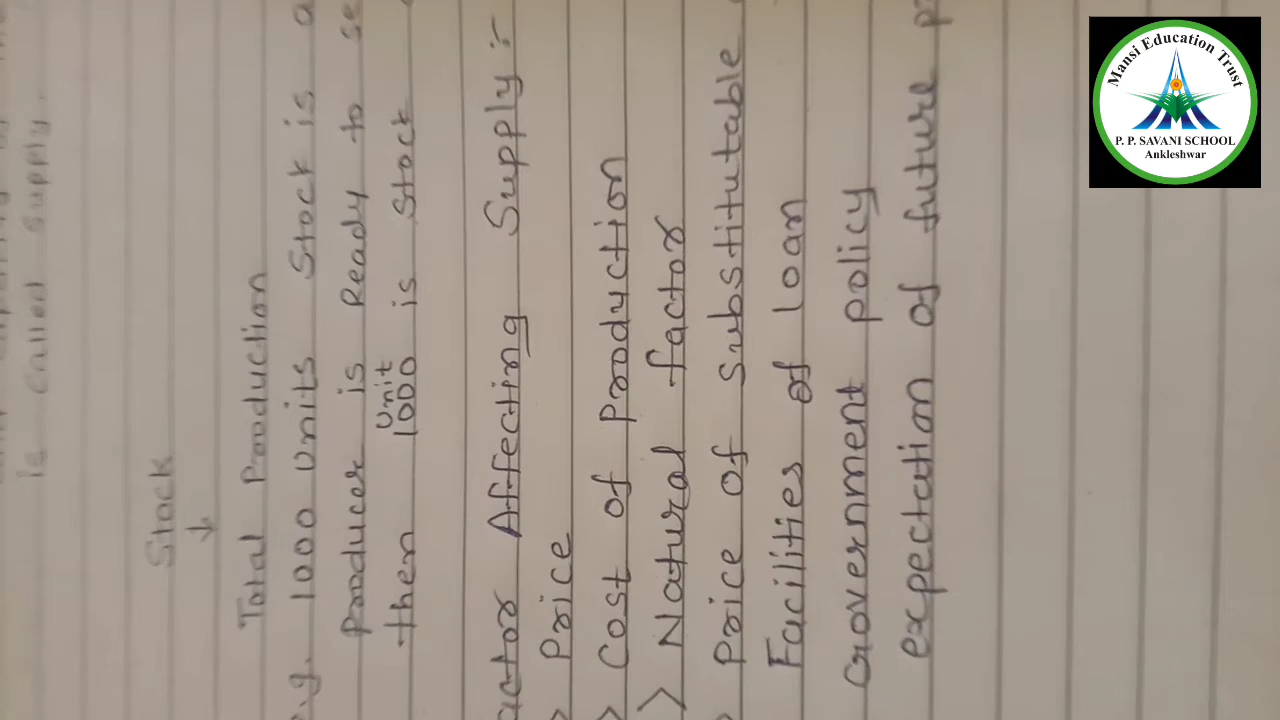 is called supply.
Stock
↓
Total Production
e.g. 1000 units Stock is a
producer is Ready to se
unit
then 1000 is Stock
actor Affecting Supply :-
> Price
> Cost of production
> Natural factor
> price of substitutable
Facilities of loan
Government policy
expectation of future p
Mansi Education Trust
P. P. SAVANI SCHOOL
Ankleshwar